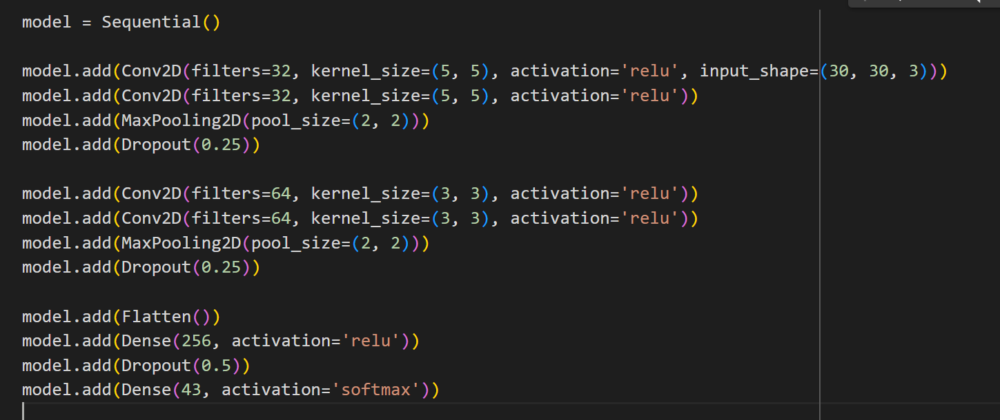 model = Sequential()
model.add(Conv2D(filters=32, kernel_size=(5, 5), activation='relu', input_shape=(30, 30, 3)))
model.add(Conv2D(filters=32, kernel_size=(5, 5), activation='relu'))
model.add(MaxPooling2D(pool_size=(2, 2)))
model.add(Dropout(0.25))
model.add(Conv2D(filters=64, kernel_size=(3, 3), activation='relu'))
model.add(Conv2D(filters=64, kernel_size=(3, 3), activation='relu'))
model.add(MaxPooling2D(pool_size=(2, 2)))
model.add(Dropout(0.25))
model.add(Flatten())
model.add(Dense(256, activation='relu'))
model.add(Dropout(0.5))
model.add(Dense(43, activation='softmax'))